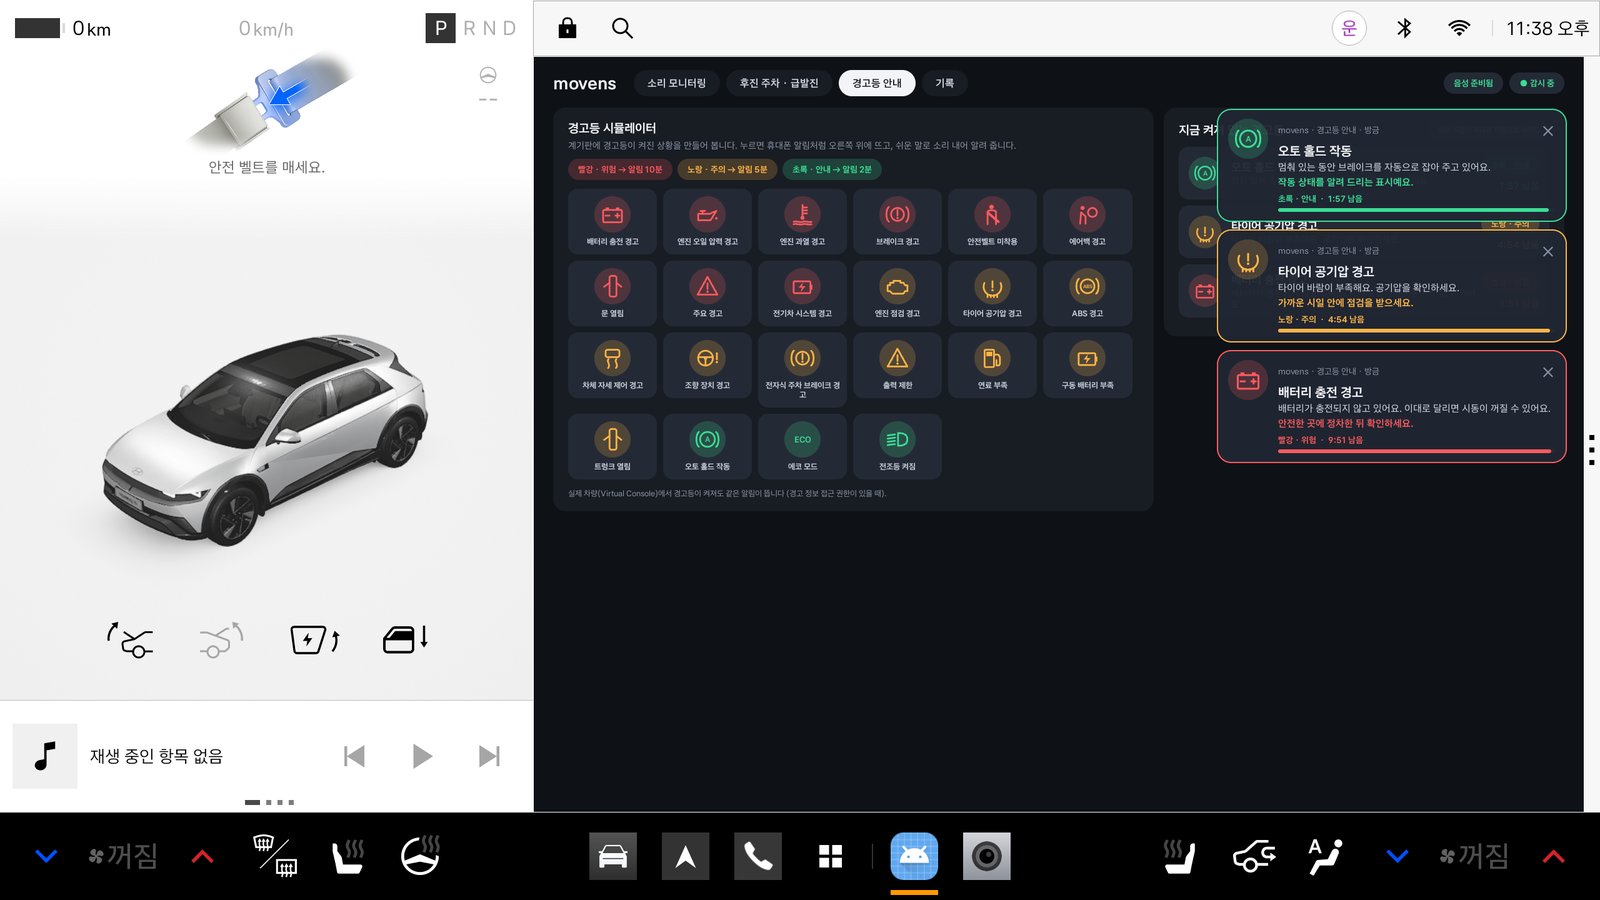 0 km
0 km/h
P R N D
안전 벨트를 매세요.
--
재생 중인 항목 없음
운
11:38 오후
movens
소리 모니터링
후진 주차 · 급발진
경고등 안내
기록
음성 준비됨
감시 중
경고등 시뮬레이터
계기판에 경고등이 켜진 상황을 만들어 봅니다. 누르면 휴대폰 알림처럼 오른쪽 위에 뜨고, 쉬운 말로 소리 내어 알려 줍니다.
빨강 · 위험 → 알림 10분
노랑 · 주의 → 알림 5분
초록 · 안내 → 알림 2분
배터리 충전 경고
엔진 오일 압력 경고
엔진 과열 경고
브레이크 경고
안전벨트 미착용
에어백 경고
문 열림
주요 경고
전기차 시스템 경고
엔진 점검 경고
타이어 공기압 경고
ABS
ABS 경고
차체 자세 제어 경고
조향 장치 경고
전자식 주차 브레이크 경
고
출력 제한
연료 부족
구동 배터리 부족
트렁크 열림
A
오토 홀드 작동
ECO
에코 모드
전조등 켜짐
실제 차량(Virtual Console)에서 경고등이 켜져도 같은 알림이 뜹니다 (경고 정보 접근 권한이 있을 때).
지금 켜져
A
movens · 경고등 안내 · 방금
오토 홀드 작동
멈춰 있는 동안 브레이크를 자동으로 잡아 주고 있어요.
작동 상태를 알려 드리는 표시예요.
초록 · 안내 · 1:57 남음
타이어 공기압 경고
노랑 · 주의
movens · 경고등 안내 · 방금
타이어 공기압 경고
타이어 바람이 부족해요. 공기압을 확인하세요.
가까운 시일 안에 점검을 받으세요.
노랑 · 주의 · 4:54 남음
movens · 경고등 안내 · 방금
배터리 충전 경고
배터리가 충전되지 않고 있어요. 이대로 달리면 시동이 꺼질 수 있어요.
안전한 곳에 정차한 뒤 확인하세요.
빨강 · 위험 · 9:51 남음
꺼짐
A
꺼짐